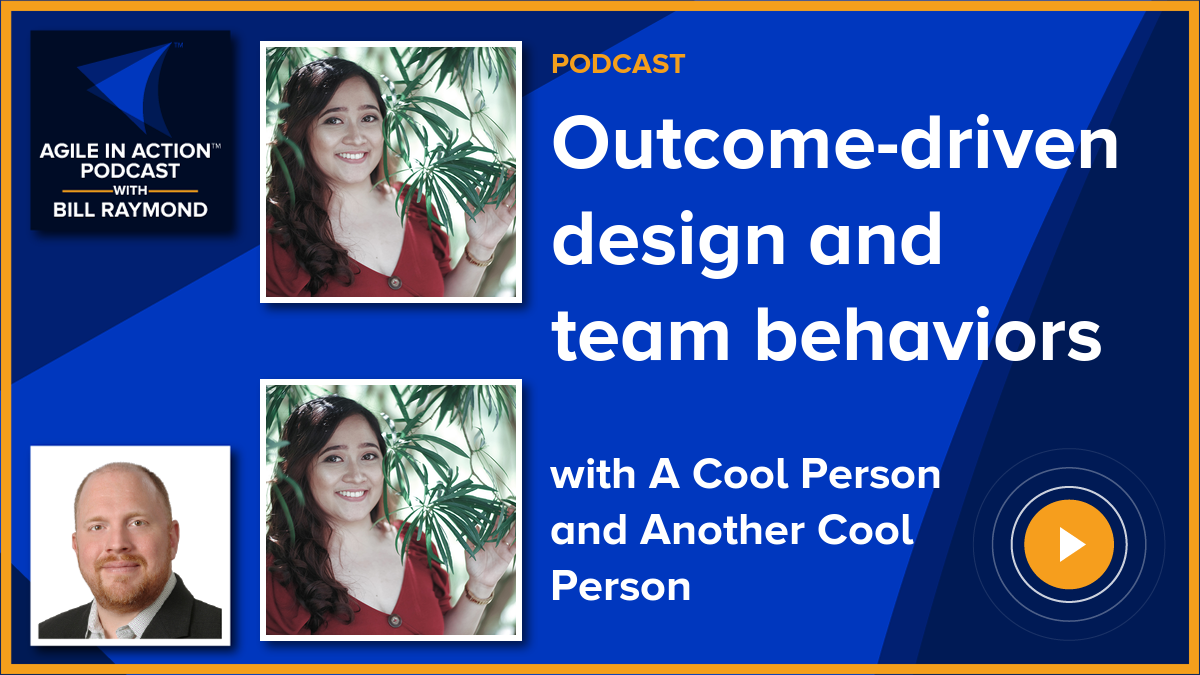 AGILE IN ACTION™
PODCAST
WITH
BILL RAYMOND
PODCAST
Outcome-driven
design and
team behaviors
with A Cool Person
and Another Cool
Person